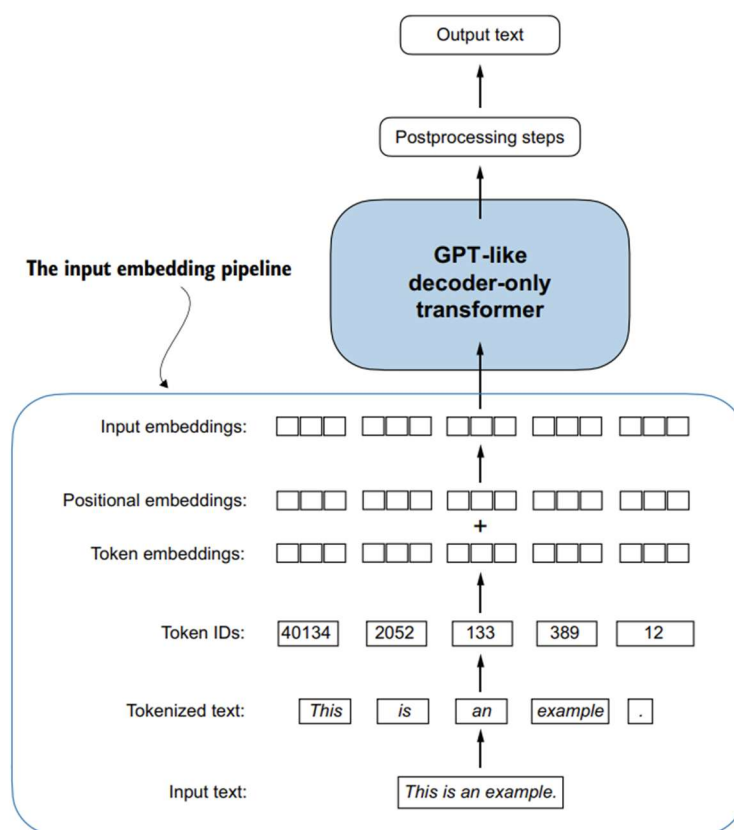 Output text
Postprocessing steps
GPT-like
decoder-only
transformer
The input embedding pipeline
Input embeddings:
Positional embeddings:
+
Token embeddings:
Token IDs: 40134 2052 133 389 12
Tokenized text: This is an example .
Input text: This is an example.